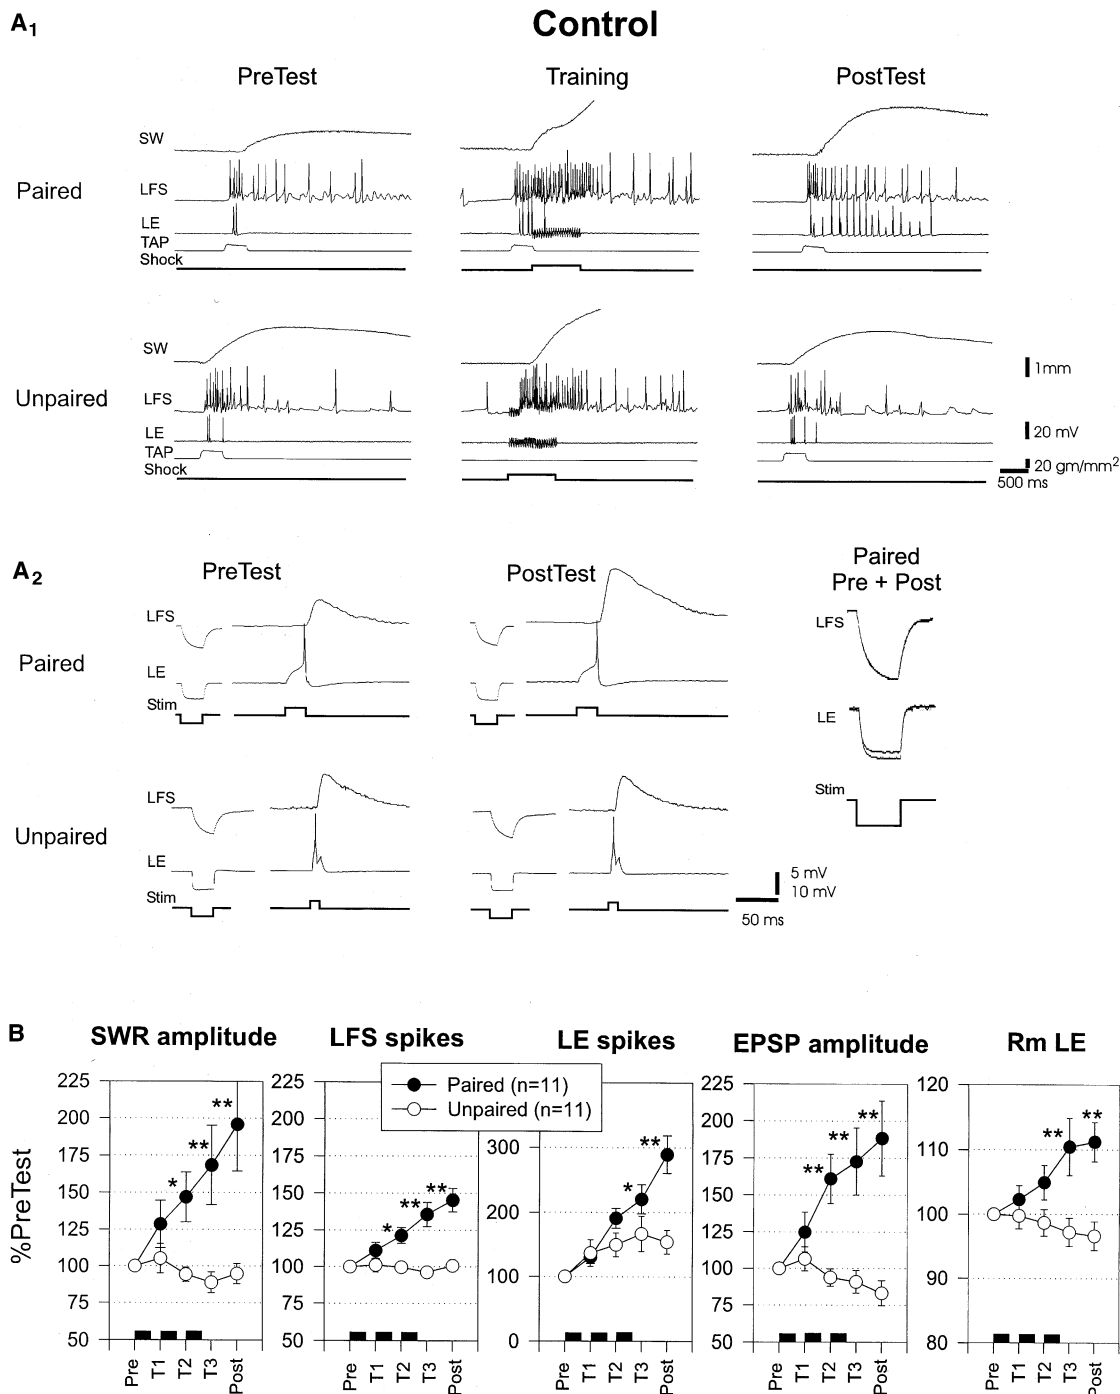 A1
Control
PreTest
Training
PostTest
Paired
SW
LFS
LE
TAP
Shock
Unpaired
SW
LFS
LE
TAP
Shock
1mm
20 mV
20 gm/mm2
500 ms
A2
PreTest
PostTest
Paired
Pre + Post
Paired
LFS
LE
Stim
LFS
LE
Stim
Unpaired
LFS
LE
Stim
5 mV
10 mV
50 ms
B
SWR amplitude
LFS spikes
LE spikes
EPSP amplitude
Rm LE
Paired (n=11)
Unpaired (n=11)
%PreTest
225
200
175
150
125
100
75
50
* ** **
Pre T1 T2 T3 Post
225
200
175
150
125
100
75
50
* ** **
Pre T1 T2 T3 Post
300
200
100
0
* **
Pre T1 T2 T3 Post
225
200
175
150
125
100
75
50
** ** **
Pre T1 T2 T3 Post
120
110
100
90
80
** **
Pre T1 T2 T3 Post